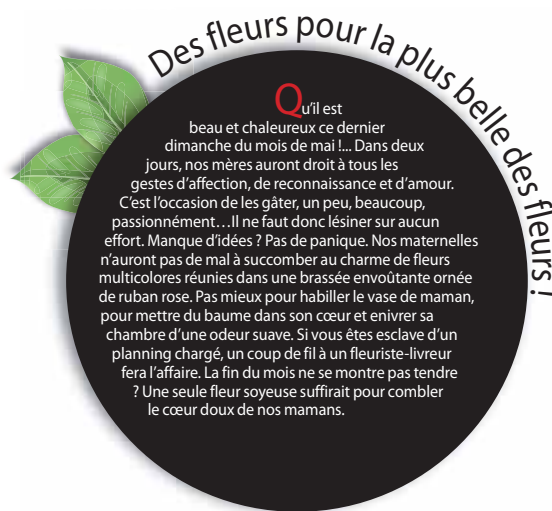 Des fleurs pour la plus belle des fleurs !
Qu'il est
beau et chaleureux ce dernier
dimanche du mois de mai !... Dans deux
jours, nos mères auront droit à tous les
gestes d'affection, de reconnaissance et d'amour.
C'est l'occasion de les gâter, un peu, beaucoup,
passionnément…Il ne faut donc lésiner sur aucun
effort. Manque d'idées ? Pas de panique. Nos maternelles
n'auront pas de mal à succomber au charme de fleurs
multicolores réunies dans une brassée envoûtante ornée
de ruban rose. Pas mieux pour habiller le vase de maman,
pour mettre du baume dans son cœur et enivrer sa
chambre d'une odeur suave. Si vous êtes esclave d'un
planning chargé, un coup de fil à un fleuriste-livreur
fera l'affaire. La fin du mois ne se montre pas tendre
? Une seule fleur soyeuse suffirait pour combler
le cœur doux de nos mamans.